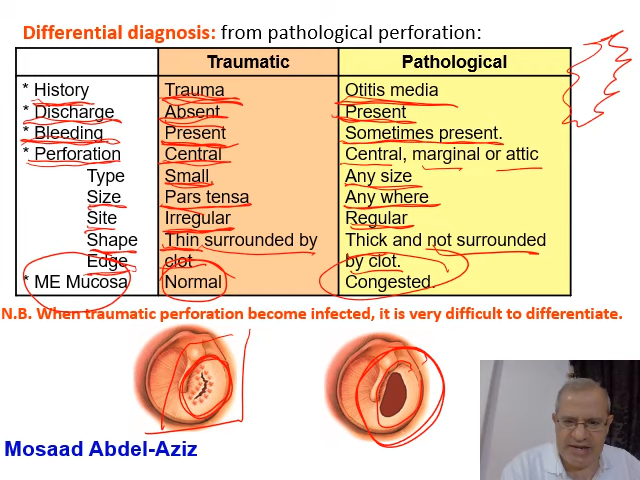 Differential diagnosis: from pathological perforation:
Traumatic Pathological
* History Trauma Otitis media
* Discharge Absent Present
* Bleeding Present Sometimes present.
* Perforation Central Central, marginal or attic
Type Small Any size
Size Pars tensa Any where
Site Irregular Regular
Shape Thin surrounded by Thick and not surrounded
Edge clot by clot.
* ME Mucosa Normal Congested.
N.B. When traumatic perforation become infected, it is very difficult to differentiate.
Mosaad Abdel-Aziz